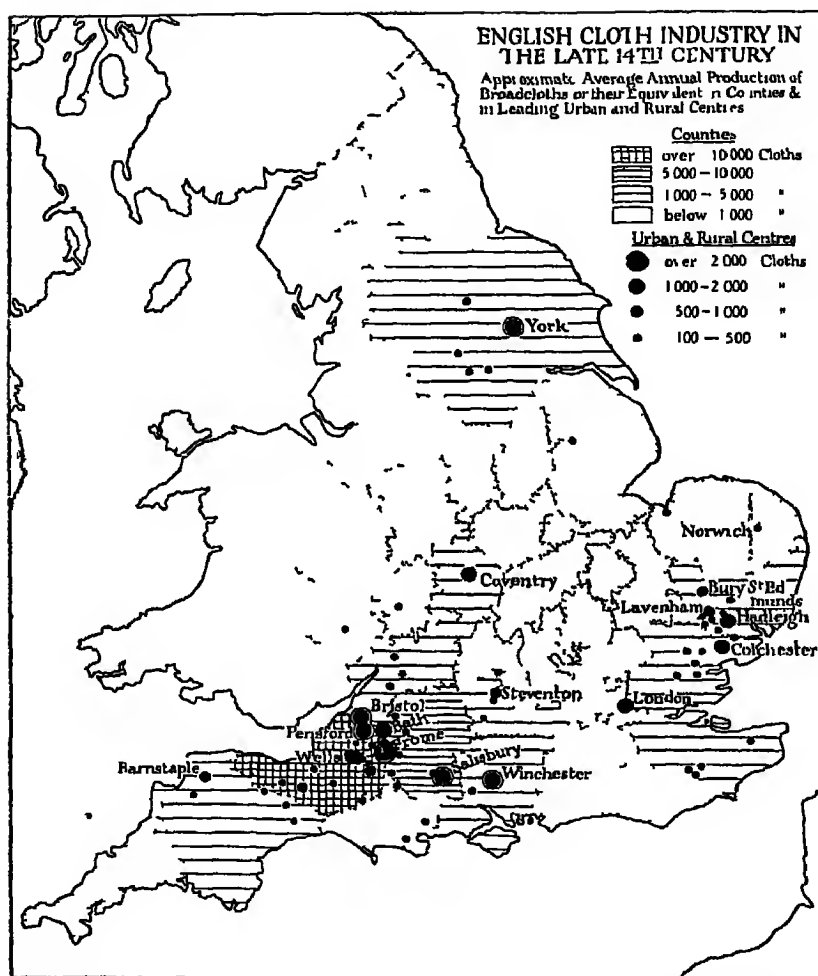 ENGLISH CLOTH INDUSTRY IN
THE LATE 14TH CENTURY
Approximate Average Annual Production of
Broadcloths or their Equivalent in Counties &
in Leading Urban and Rural Centres
Counties
over 10 000 Cloths
5 000 – 10 000
1 000 – 5 000 "
below 1 000 "
Urban & Rural Centres
over 2 000 Cloths
1 000 – 2 000 "
500 – 1 000 "
100 — 500 "
York
Norwich
Coventry
Bury St Ed
munds
Lavenham
Hadleigh
Colchester
Steventon
London
Bristol
Pensford
Bath
Frome
Wells
Salisbury
Barnstaple
Winchester